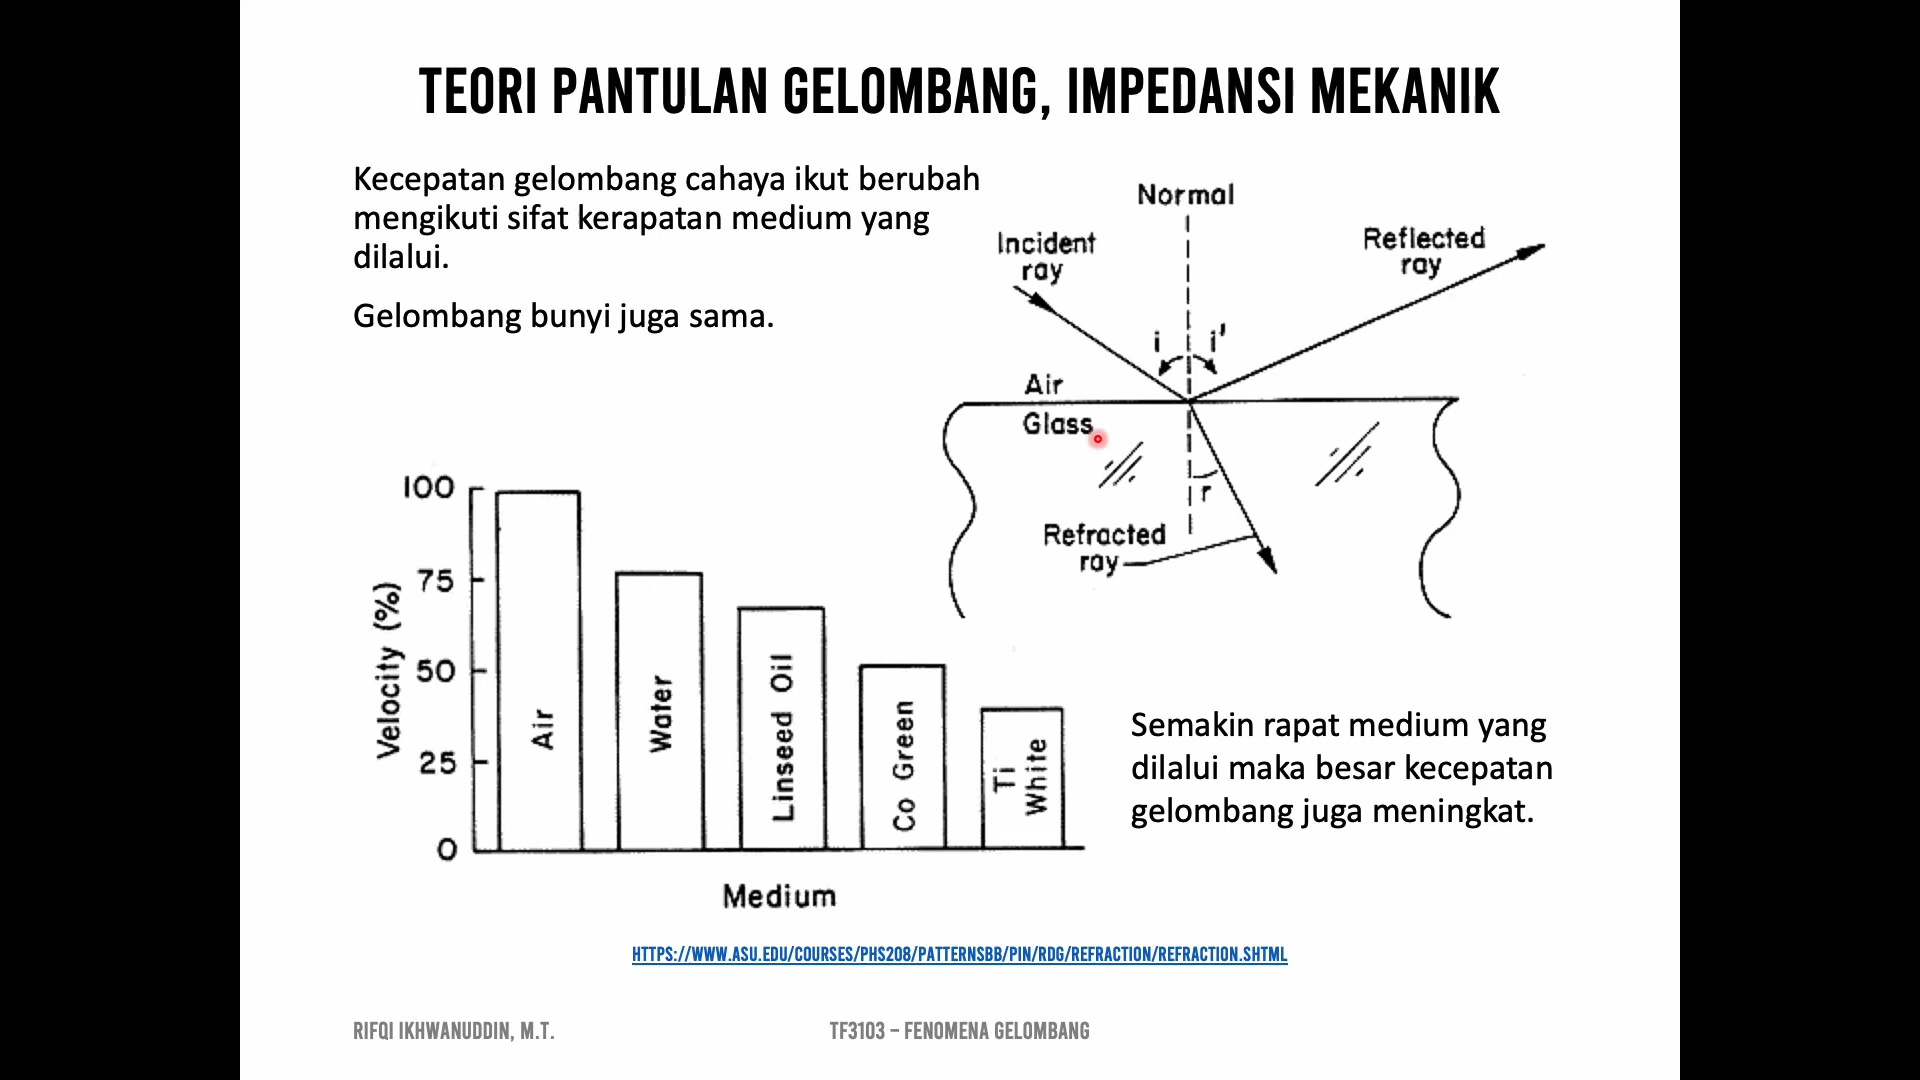 TEORI PANTULAN GELOMBANG, IMPEDANSI MEKANIK
Kecepatan gelombang cahaya ikut berubah
mengikuti sifat kerapatan medium yang
dilalui.
Gelombang bunyi juga sama.
Normal
Incident
ray
Reflected
ray
i
i'
Air
Glass
r
Refracted
ray
100
75
50
25
0
Velocity (%)
Air
Water
Linseed Oil
Co Green
Ti
White
Medium
Semakin rapat medium yang
dilalui maka besar kecepatan
gelombang juga meningkat.
HTTPS://WWW.ASU.EDU/COURSES/PHS208/PATTERNSBB/PIN/RDG/REFRACTION/REFRACTION.SHTML
RIFQI IKHWANUDDIN, M.T.
TF3103 – FENOMENA GELOMBANG